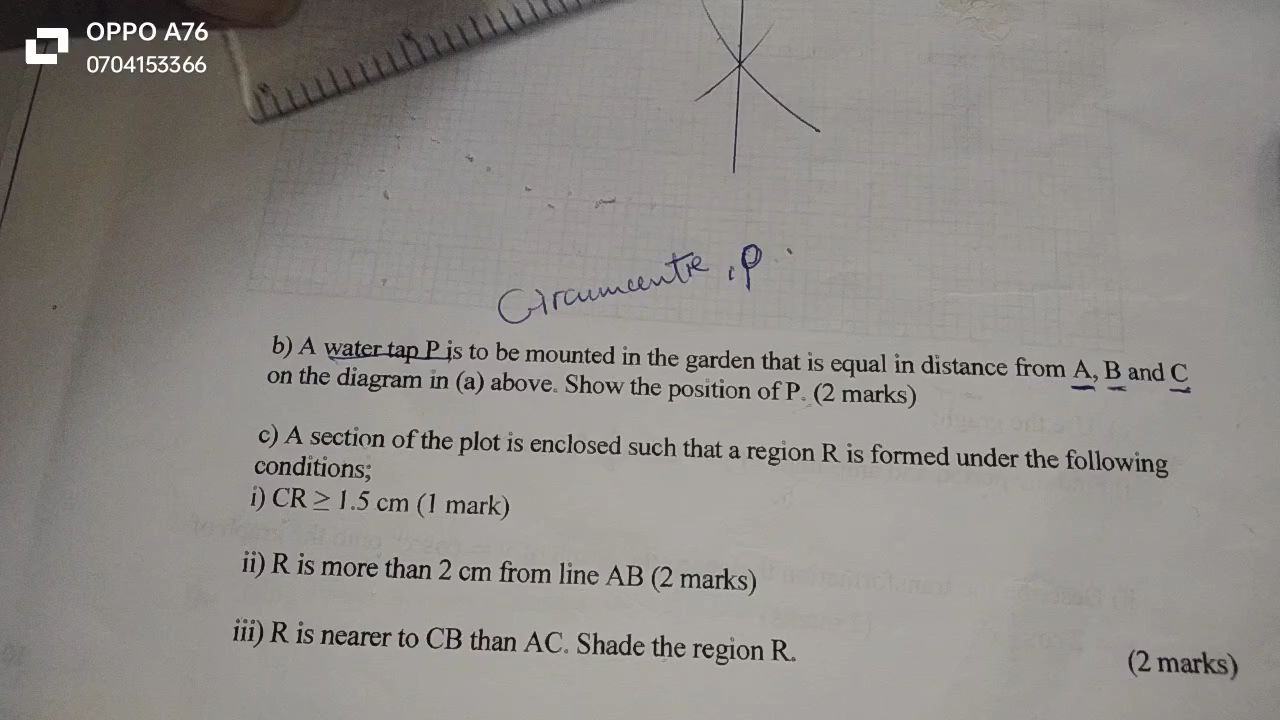 OPPO A76
0704153366
Circumcentre, P
b) A water tap P is to be mounted in the garden that is equal in distance from A, B and C
on the diagram in (a) above. Show the position of P. (2 marks)
c) A section of the plot is enclosed such that a region R is formed under the following
conditions;
i) CR ≥ 1.5 cm (1 mark)
ii) R is more than 2 cm from line AB (2 marks)
iii) R is nearer to CB than AC. Shade the region R.
(2 marks)